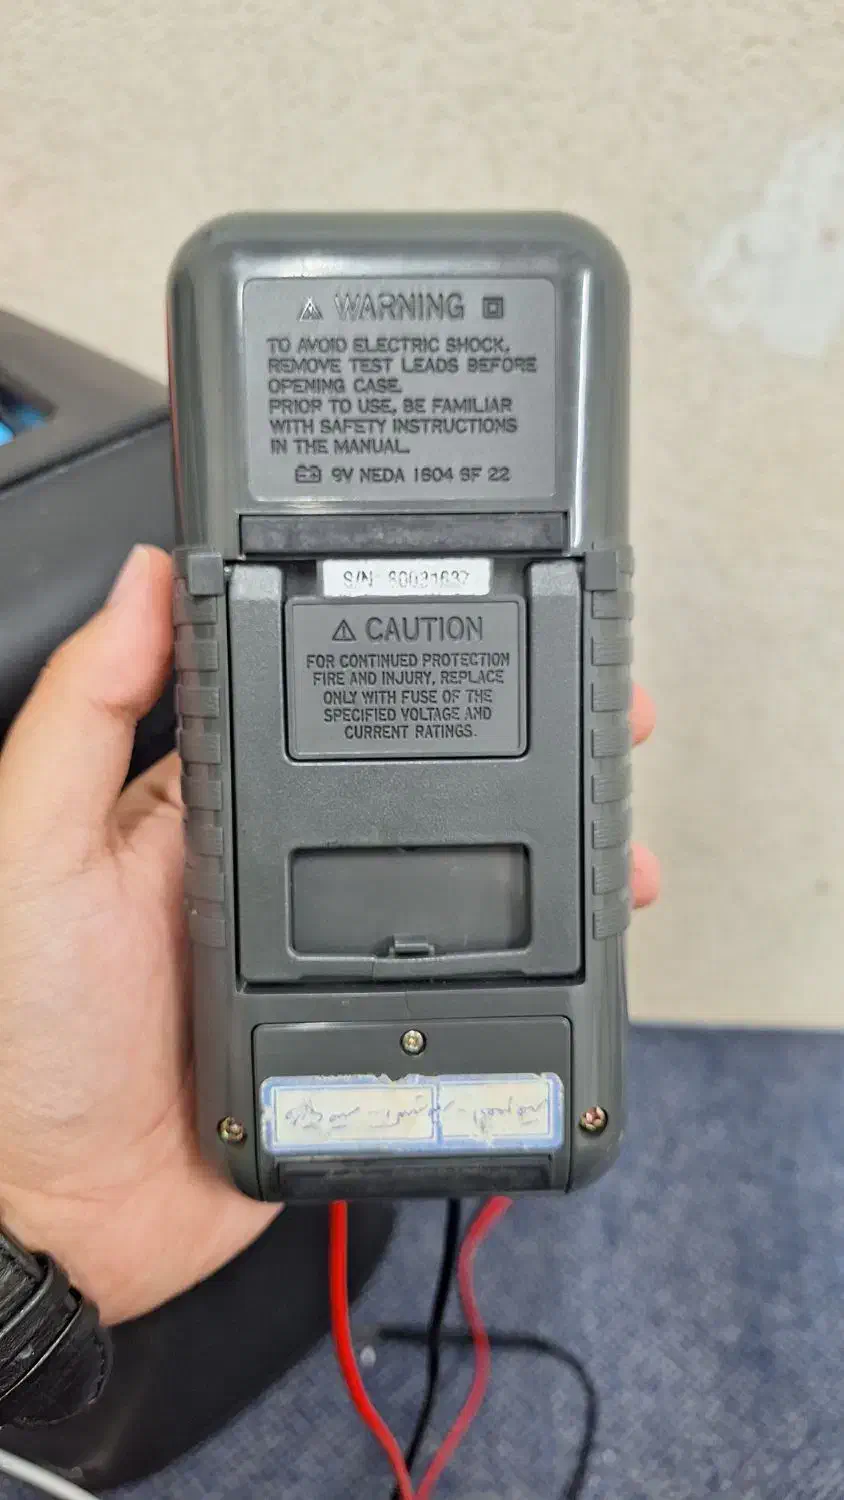 ⚠ WARNING
TO AVOID ELECTRIC SHOCK,
REMOVE TEST LEADS BEFORE
OPENING CASE.
PRIOR TO USE, BE FAMILIAR
WITH SAFETY INSTRUCTIONS
IN THE MANUAL.
9V NEDA 1604 6F 22
S/N:
⚠ CAUTION
FOR CONTINUED PROTECTION
FIRE AND INJURY, REPLACE
ONLY WITH FUSE OF THE
SPECIFIED VOLTAGE AND
CURRENT RATINGS.